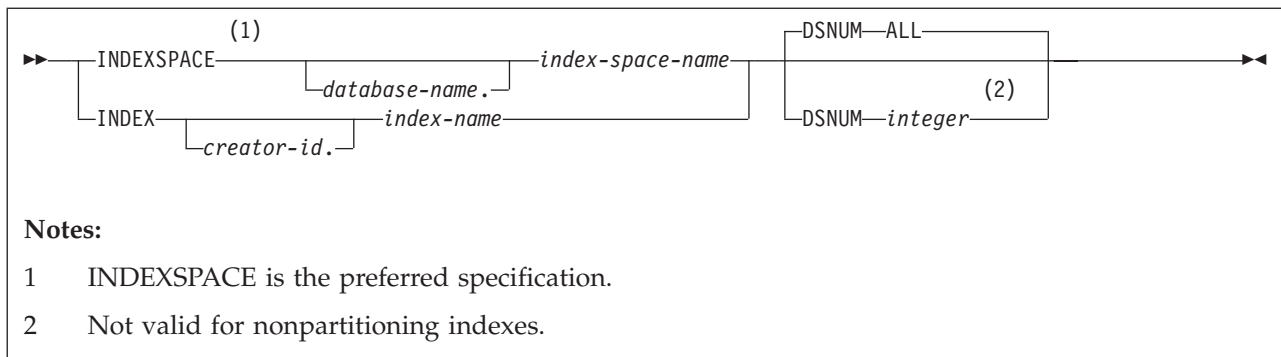 (1)
DSNUM ALL
INDEXSPACE index-space-name
database-name.
(2)
INDEX index-name DSNUM integer
creator-id.
Notes:
1 INDEXSPACE is the preferred specification.
2 Not valid for nonpartitioning indexes.